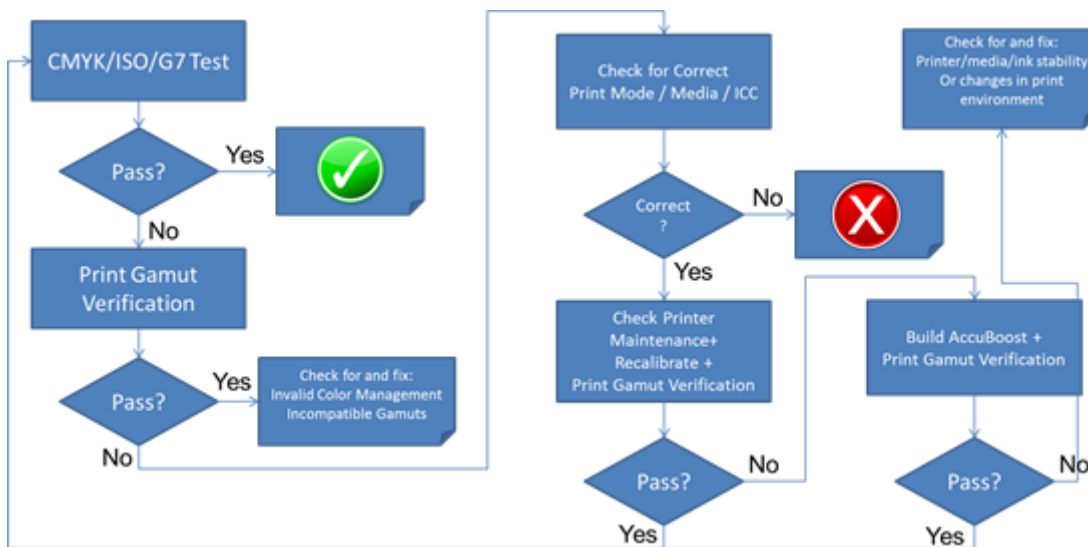 CMYK/ISO/G7 Test
Pass?
Yes
No
Print Gamut
Verification
Pass?
Yes
Check for and fix:
Invalid Color Management
Incompatible Gamuts
No
Check for Correct
Print Mode / Media / ICC
Correct
?
No
X
Yes
Check Printer
Maintenance+
Recalibrate +
Print Gamut Verification
Pass?
No
Yes
Build AccuBoost +
Print Gamut Verification
Pass?
No
Yes
Check for and fix:
Printer/media/ink stability
Or changes in print
environment